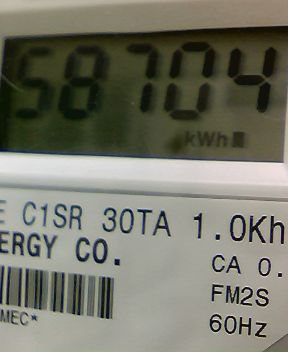 58704
kWh
E C1SR 30TA 1.0Kh
ERGY CO.
CA 0.
FM2S
MEC*
60Hz